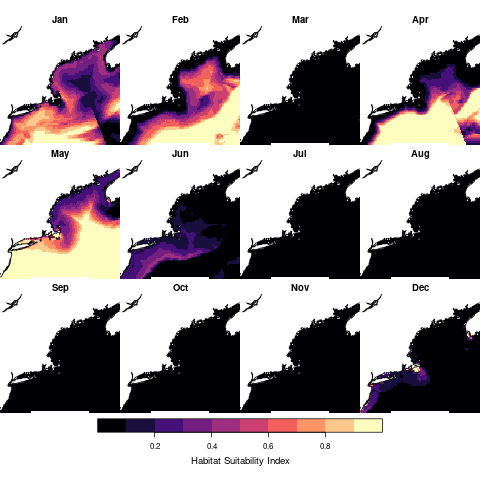 Jan Feb Mar Apr
May Jun Jul Aug
Sep Oct Nov Dec
0.2 0.4 0.6 0.8
Habitat Suitability Index